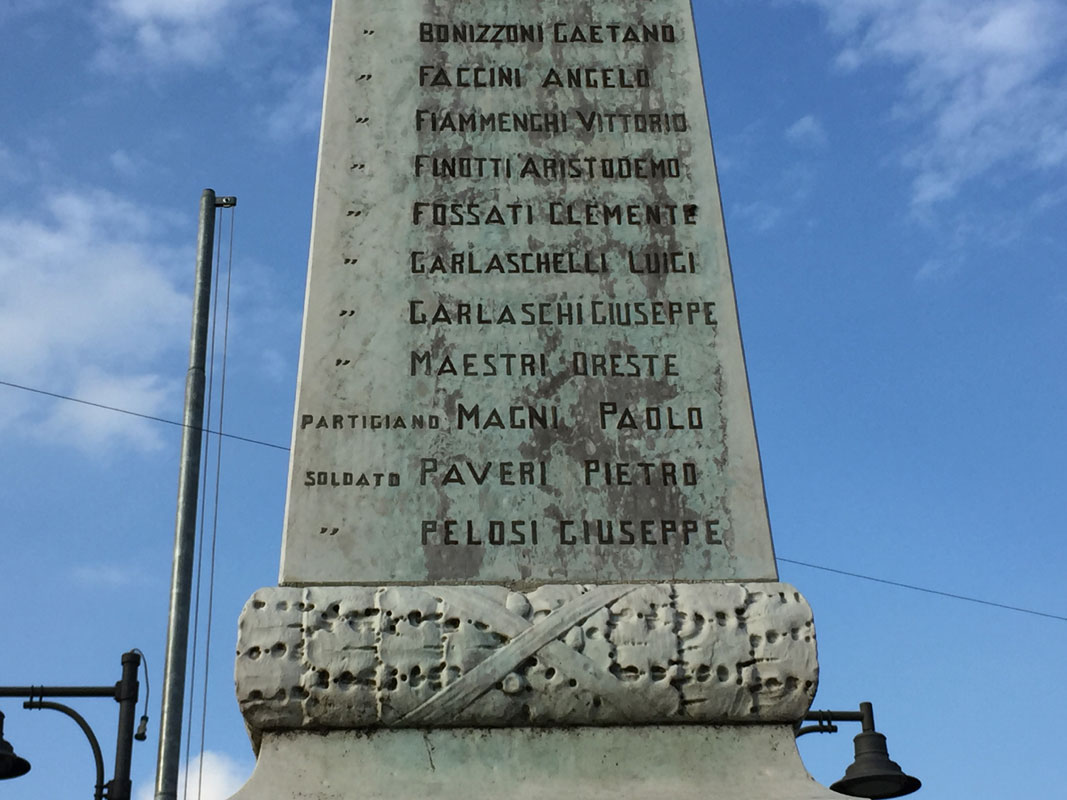 " BONIZZONI GAETANO
" FACCINI ANGELO
" FIAMMENGHI VITTORIO
" FINOTTI ARISTODEMO
" FOSSATI CLEMENTE
" GARLASCHELLI LUIGI
" GARLASCHI GIUSEPPE
" MAESTRI ORESTE
PARTIGIANO MAGNI PAOLO
SOLDATO PAVERI PIETRO
" PELOSI GIUSEPPE